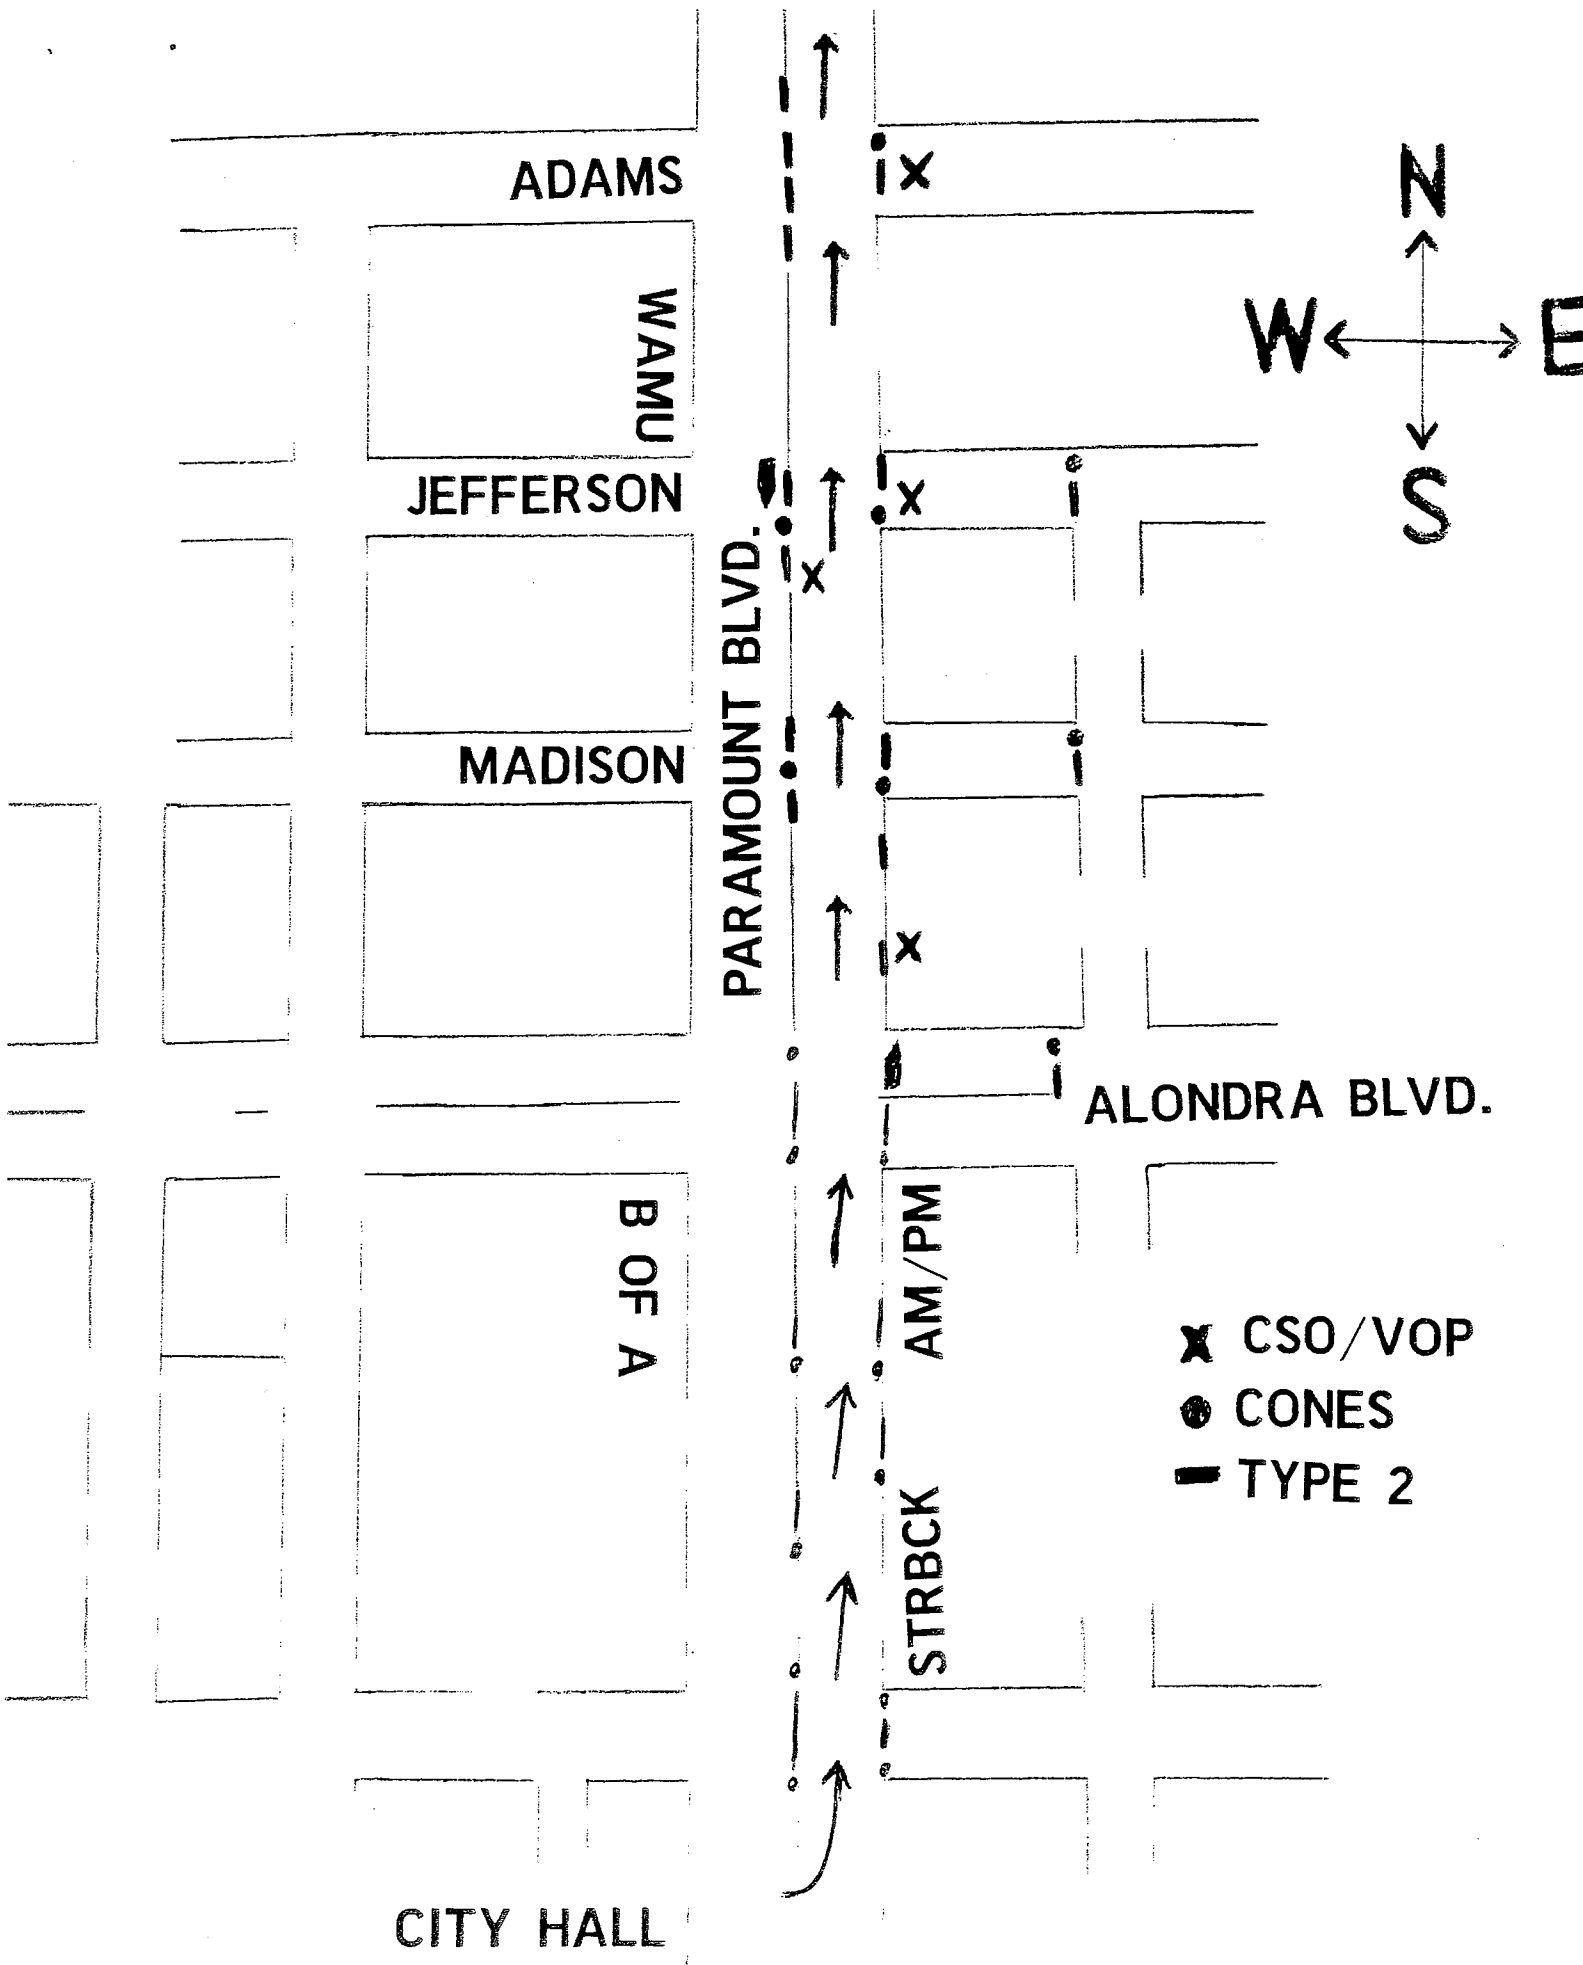 ADAMS
N
WAMU
W
E
JEFFERSON
S
PARAMOUNT BLVD.
MADISON
ALONDRA BLVD.
B OF A
AM/PM
X CSO/VOP
CONES
TYPE 2
STRBCK
CITY HALL